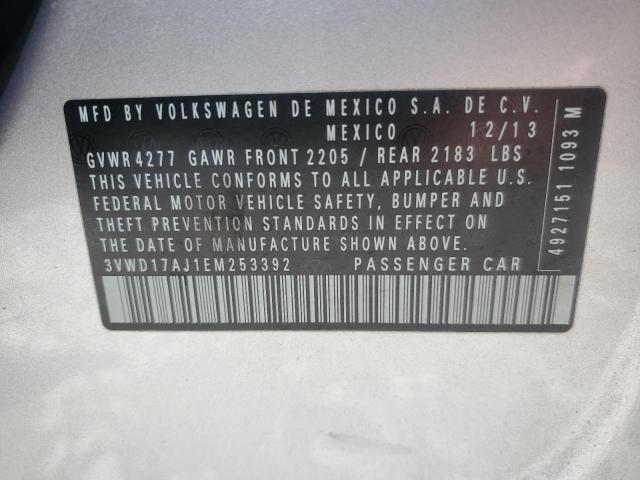 MFD BY VOLKSWAGEN DE MEXICO S.A. DE C.V.
MEXICO 12/13
GVWR 4277 GAWR FRONT 2205 / REAR 2183 LBS
THIS VEHICLE CONFORMS TO ALL APPLICABLE U.S.
FEDERAL MOTOR VEHICLE SAFETY, BUMPER AND
THEFT PREVENTION STANDARDS IN EFFECT ON
THE DATE OF MANUFACTURE SHOWN ABOVE.
3VWD17AJ1EM253392 PASSENGER CAR
4927151 1093 M